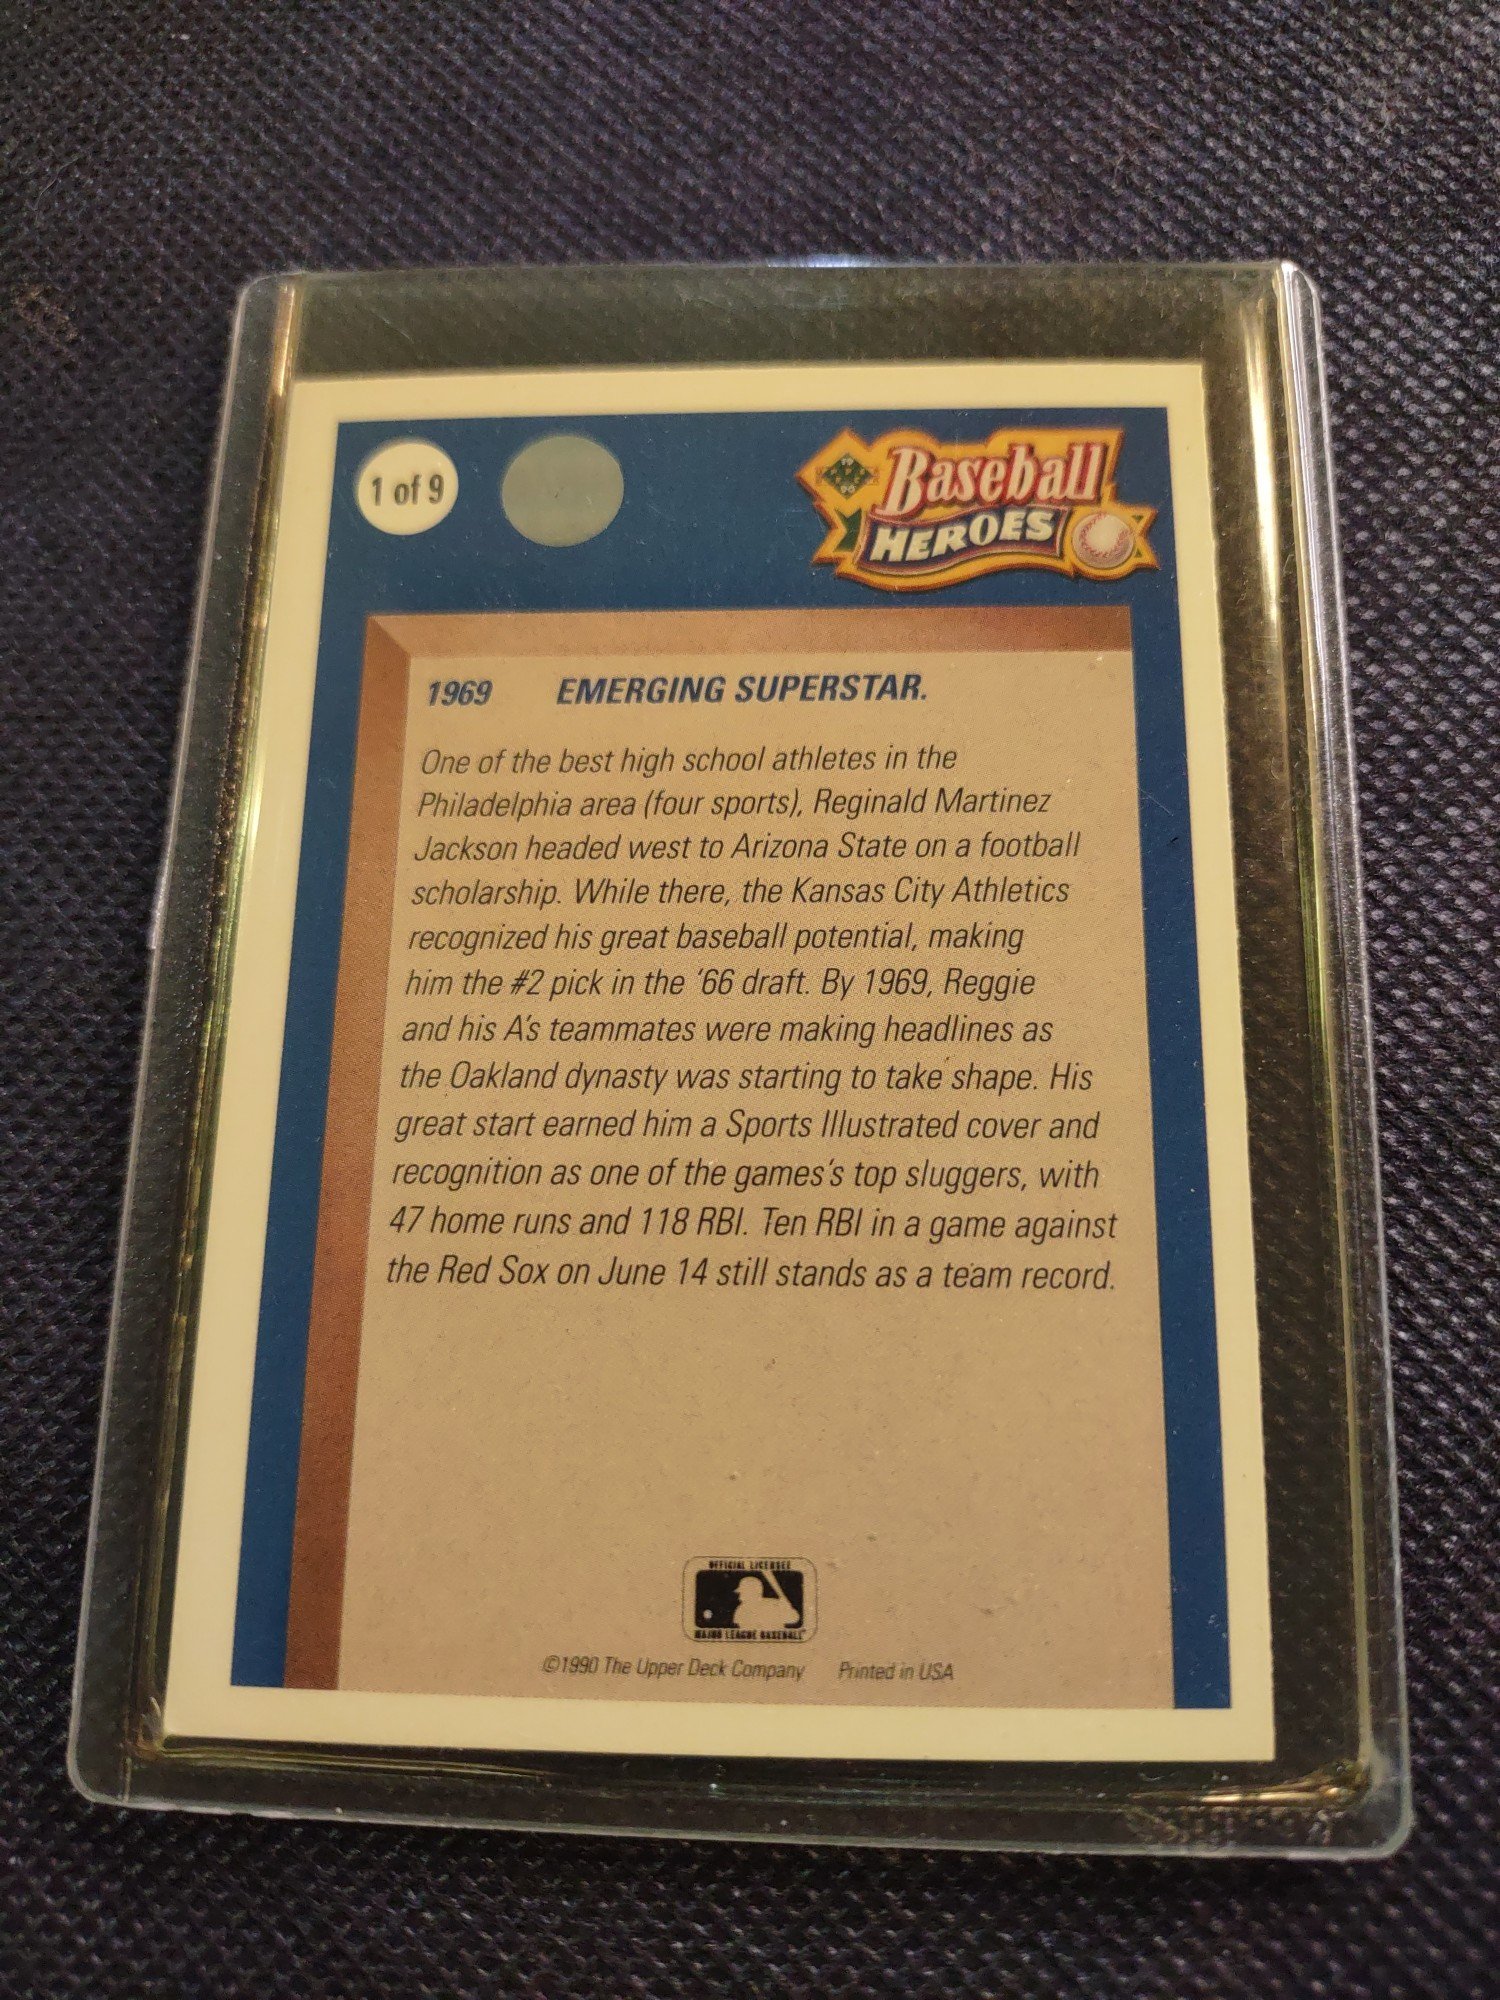 1 of 9
Baseball
HEROES
1969 EMERGING SUPERSTAR.
One of the best high school athletes in the
Philadelphia area (four sports), Reginald Martinez
Jackson headed west to Arizona State on a football
scholarship. While there, the Kansas City Athletics
recognized his great baseball potential, making
him the #2 pick in the '66 draft. By 1969, Reggie
and his A's teammates were making headlines as
the Oakland dynasty was starting to take shape. His
great start earned him a Sports Illustrated cover and
recognition as one of the games's top sluggers, with
47 home runs and 118 RBI. Ten RBI in a game against
the Red Sox on June 14 still stands as a team record.
OFFICIAL LICENSEE
MAJOR LEAGUE BASEBALL
©1990 The Upper Deck Company Printed in USA